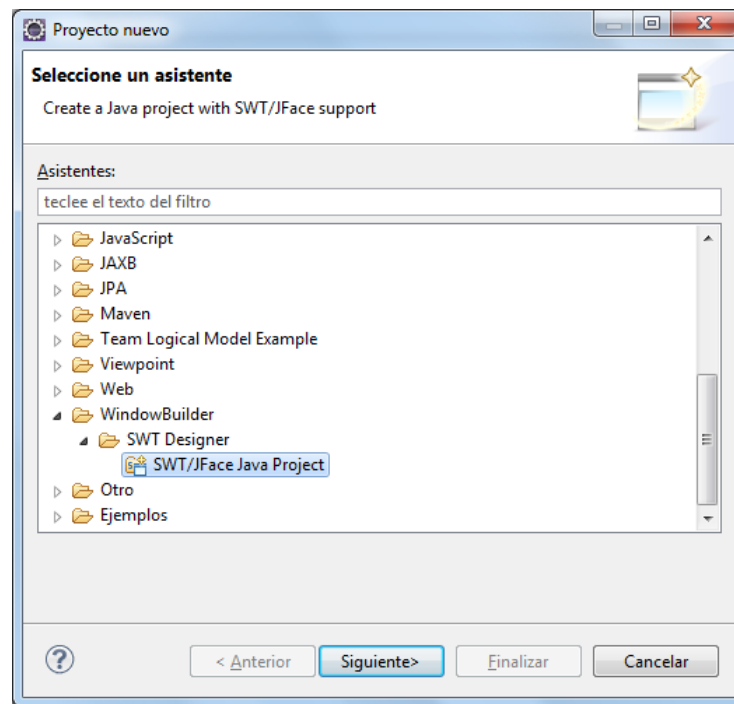 Proyecto nuevo
Seleccione un asistente
Create a Java project with SWT/JFace support
Asistentes:
teclee el texto del filtro
JavaScript
JAXB
JPA
Maven
Team Logical Model Example
Viewpoint
Web
WindowBuilder
SWT Designer
SWT/JFace Java Project
Otro
Ejemplos
< Anterior Siguiente> Finalizar Cancelar